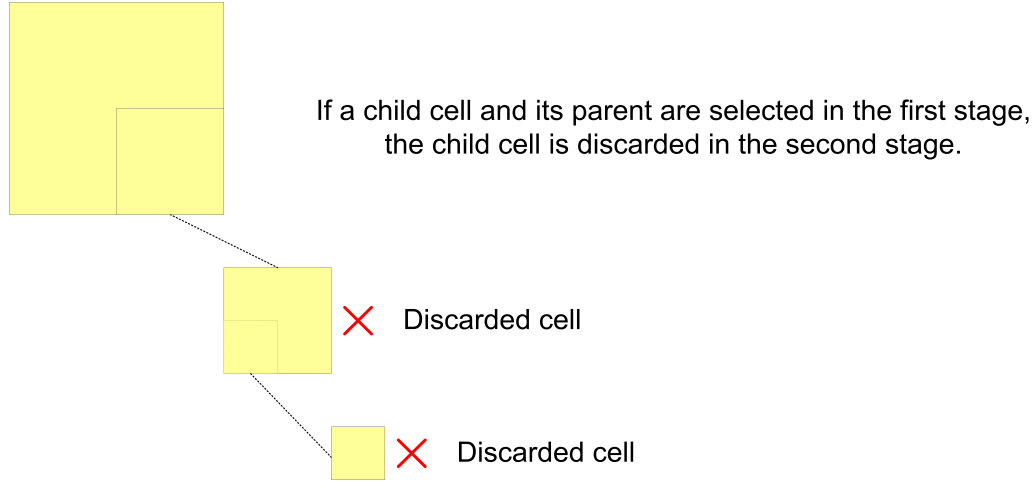 If a child cell and its parent are selected in the first stage,
the child cell is discarded in the second stage.
Discarded cell
Discarded cell